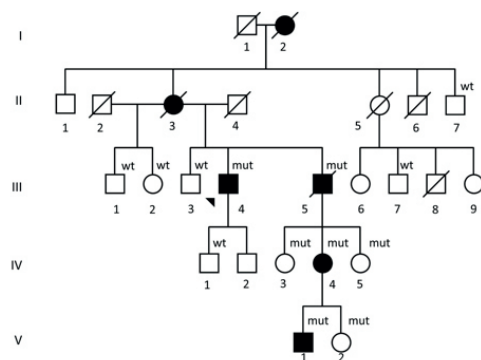 I
1 2
wt
II
1 2 3 4 5 6 7
wt wt wt mut mut wt
III
1 2 3 4 5 6 7 8 9
wt mut mut mut
IV
1 2 3 4 5
mut mut
V
1 2